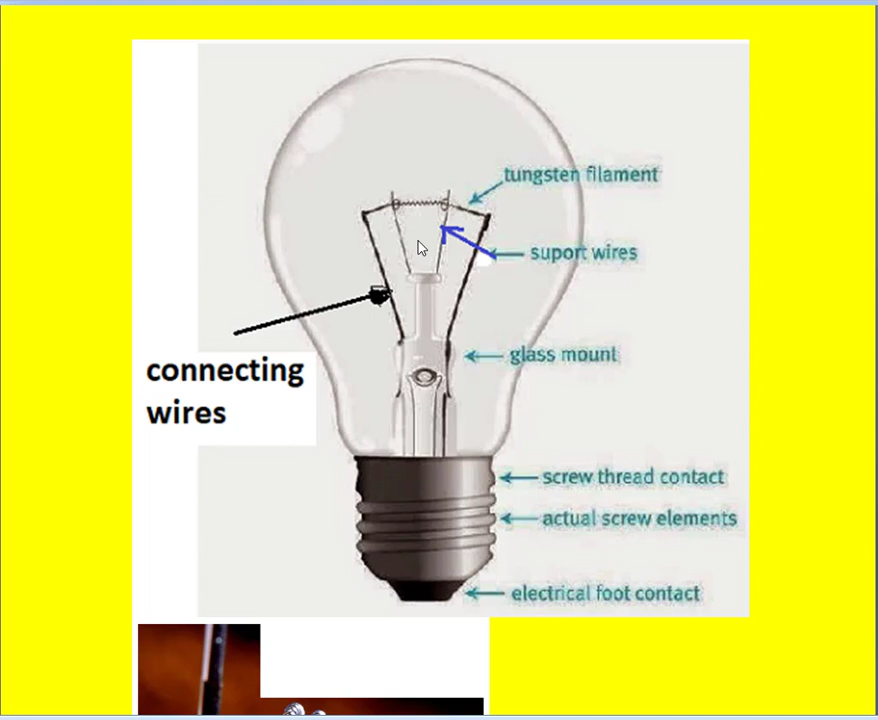 tungsten filament
suport wires
glass mount
connecting
wires
screw thread contact
actual screw elements
electrical foot contact